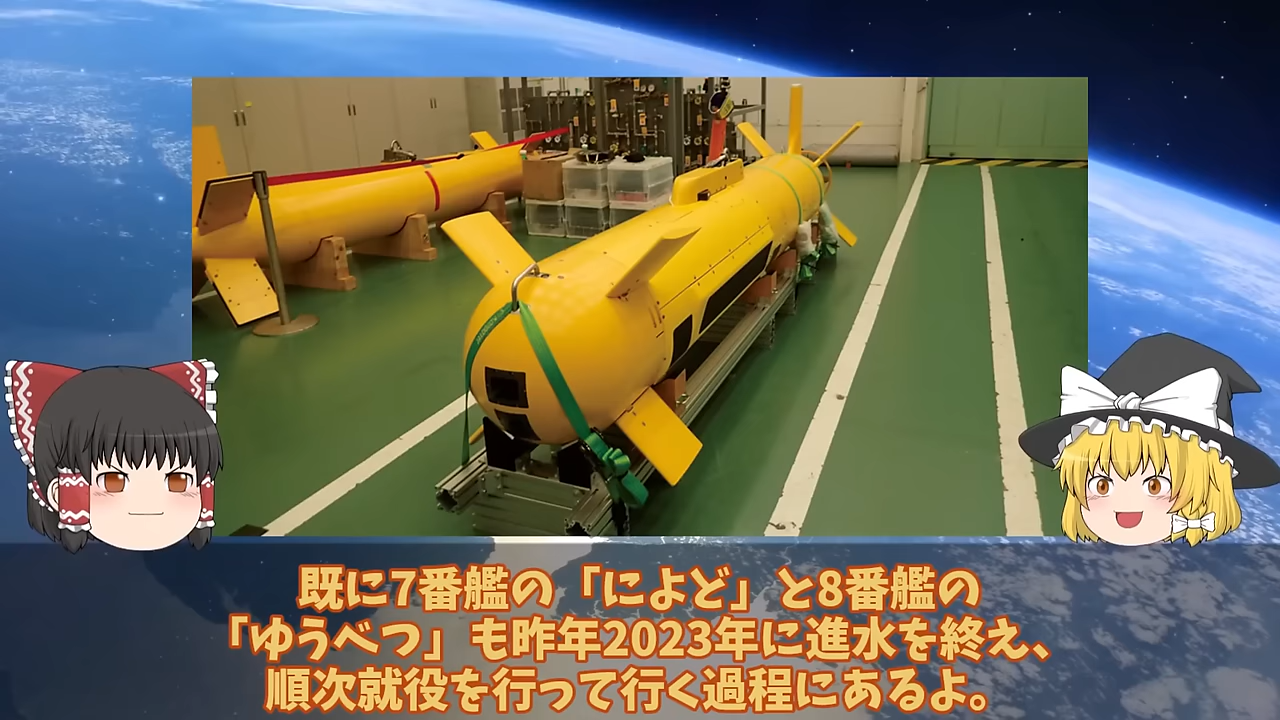 既に7番艦の「によど」と8番艦の
「ゆうべつ」も昨年2023年に進水を終え、
順次就役を行って行く過程にあるよ。